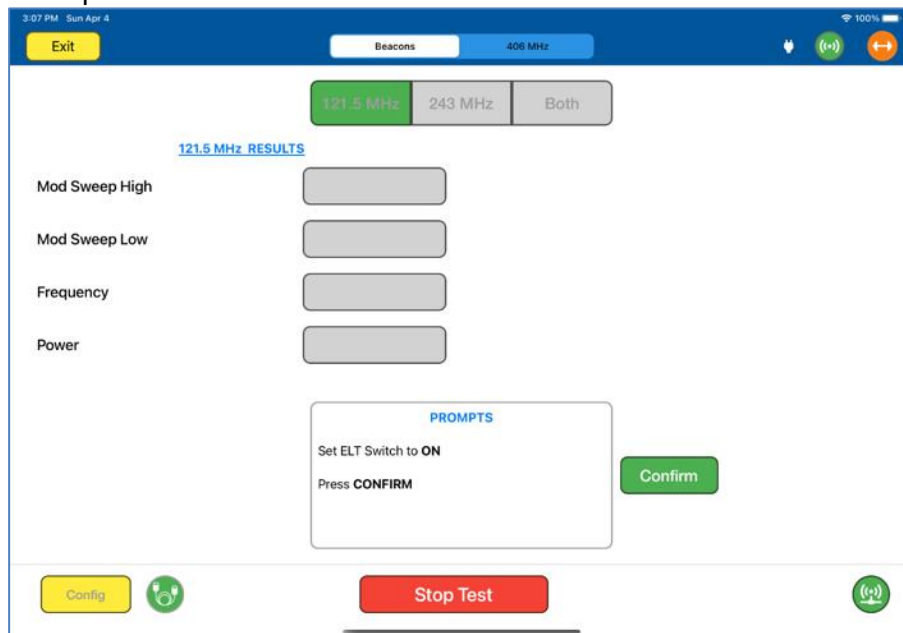 3:07 PM Sun Apr 4
100%
Exit
Beacons
406 MHz
121.5 MHz
243 MHz
Both
121.5 MHz RESULTS
Mod Sweep High
Mod Sweep Low
Frequency
Power
PROMPTS
Set ELT Switch to ON
Press CONFIRM
Confirm
Config
Stop Test